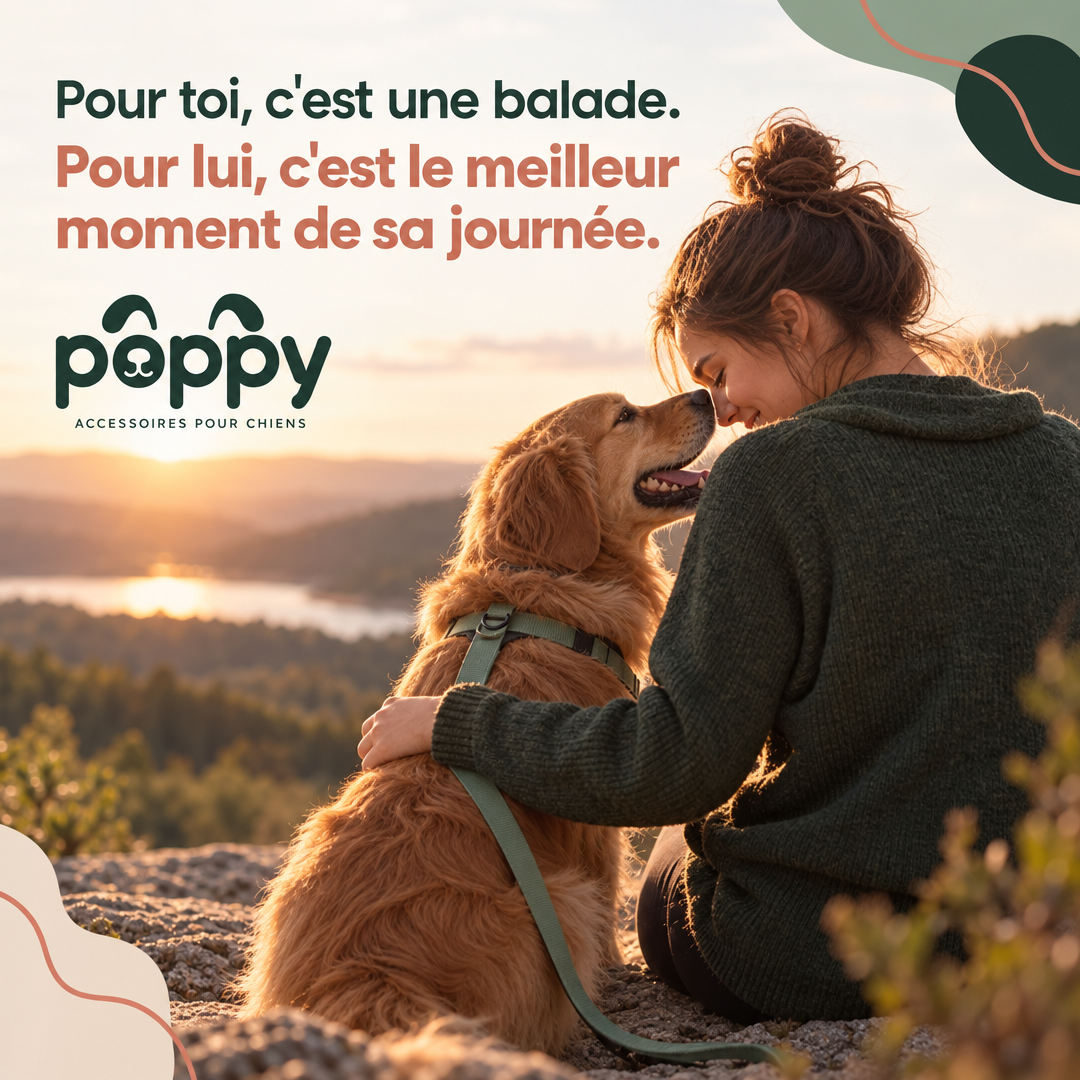 Pour toi, c'est une balade.
Pour lui, c'est le meilleur
moment de sa journée.
poppy
ACCESSOIRES POUR CHIENS